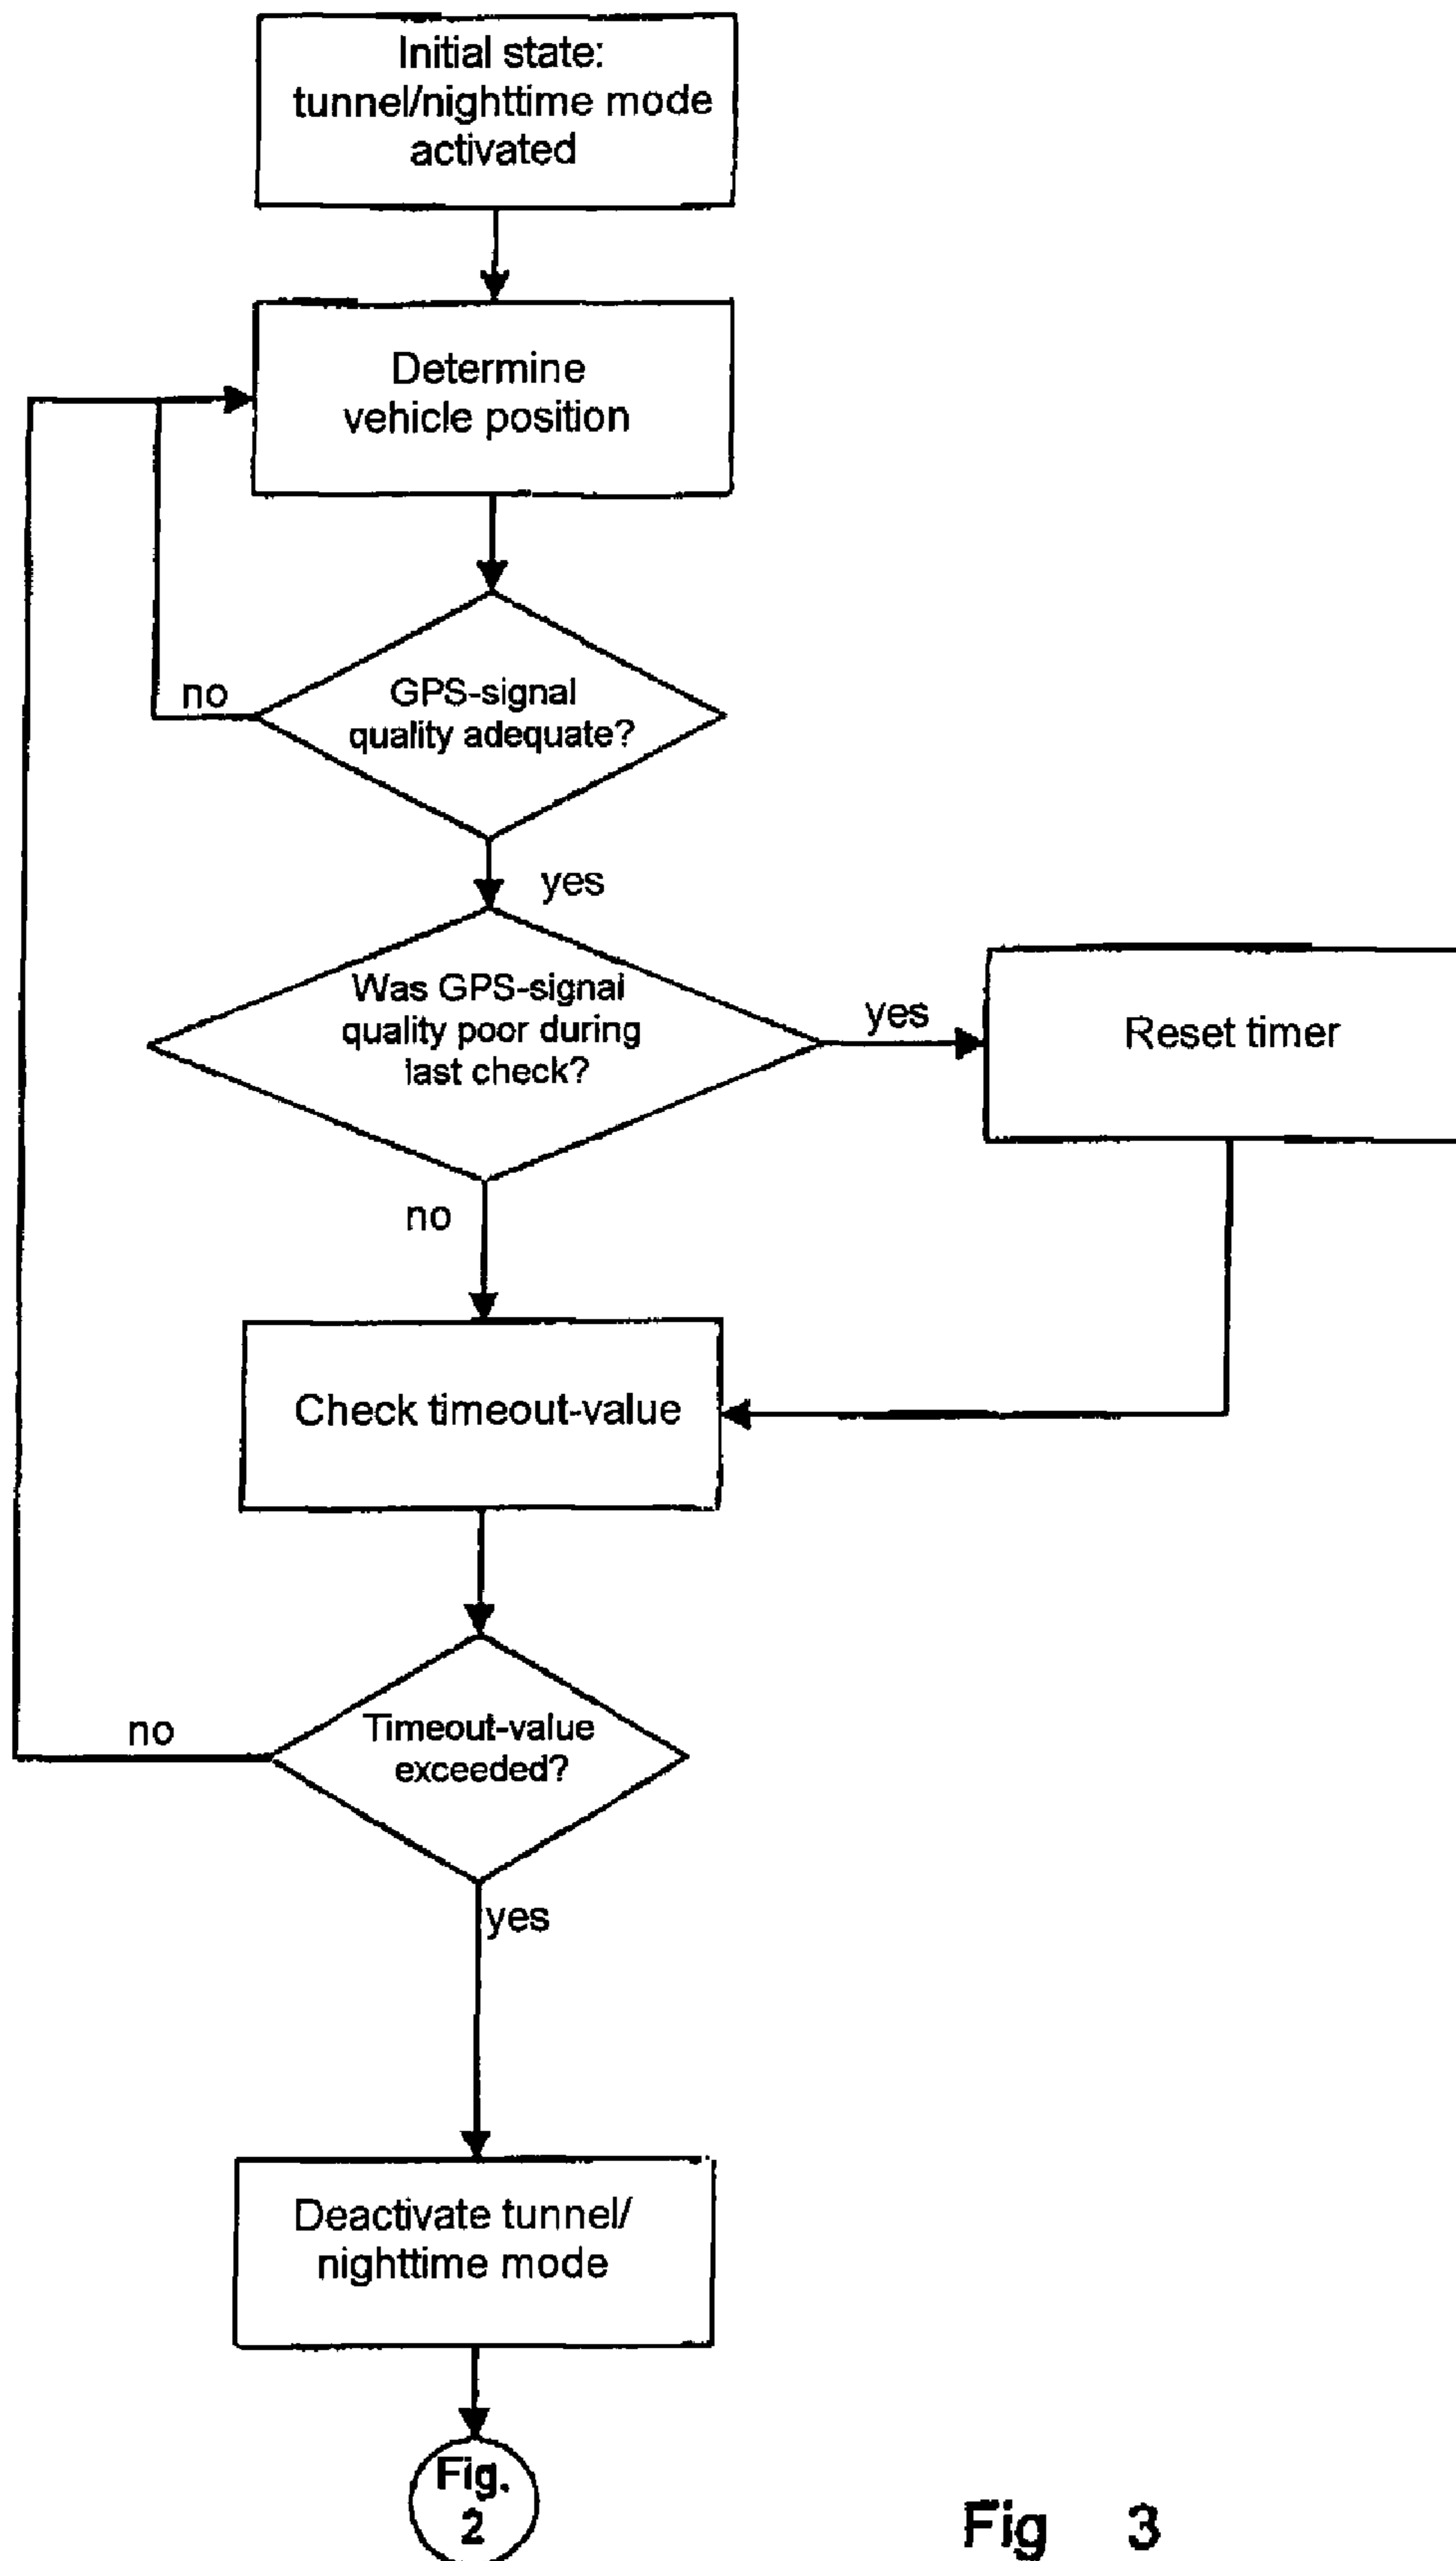 Initial state:
tunnel/nighttime mode
activated
Determine
vehicle position
no
GPS-signal
quality adequate?
yes
Was GPS-signal
quality poor during
last check?
yes
Reset timer
no
Check timeout-value
no
Timeout-value
exceeded?
yes
Deactivate tunnel/
nighttime mode
Fig.
2
Fig 3